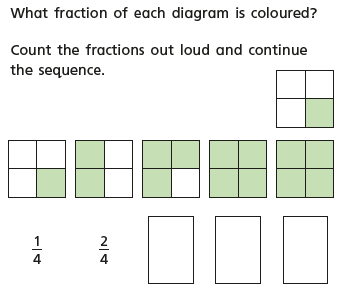 What fraction of each diagram is coloured?
Count the fractions out loud and continue
the sequence.
1/4 2/4